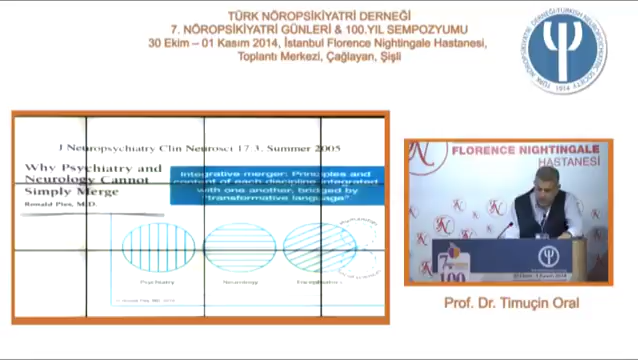 TÜRK NÖROPSİKİYATRİ DERNEĞİ
7. NÖROPSİKİYATRİ GÜNLERİ & 100.YIL SEMPOZYUMU
30 Ekim – 01 Kasım 2014, İstanbul Florence Nightingale Hastanesi,
Toplantı Merkezi, Çağlayan, Şişli
J Neuropsychiatry Clin Neurosci 17:3, Summer 2005
Why Psychiatry and
Neurology Cannot
Simply Merge
Ronald Pies, M.D.
Integrative merger: Principles and
content of each discipline integrated
with one another, bridged by
"transformative language"
Psychiatry
Neurology
FLORENCE NIGHTINGALE
HASTANESİ
100
Prof. Dr. Timuçin Oral